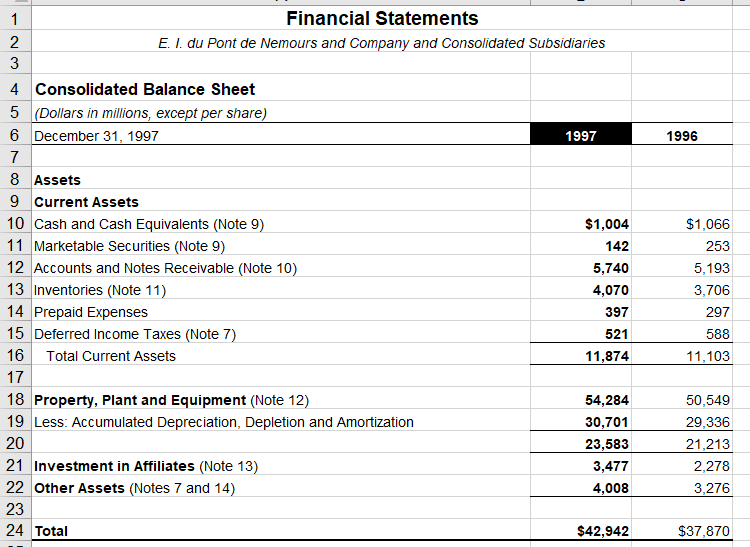 1 Financial Statements
2 E. I. du Pont de Nemours and Company and Consolidated Subsidiaries
3
4 Consolidated Balance Sheet
5 (Dollars in millions, except per share)
6 December 31, 1997 1997 1996
7
8 Assets
9 Current Assets
10 Cash and Cash Equivalents (Note 9) $1,004 $1,066
11 Marketable Securities (Note 9) 142 253
12 Accounts and Notes Receivable (Note 10) 5,740 5,193
13 Inventories (Note 11) 4,070 3,706
14 Prepaid Expenses 397 297
15 Deferred Income Taxes (Note 7) 521 588
16 Total Current Assets 11,874 11,103
17
18 Property, Plant and Equipment (Note 12) 54,284 50,549
19 Less: Accumulated Depreciation, Depletion and Amortization 30,701 29,336
20 23,583 21,213
21 Investment in Affiliates (Note 13) 3,477 2,278
22 Other Assets (Notes 7 and 14) 4,008 3,276
23
24 Total $42,942 $37,870